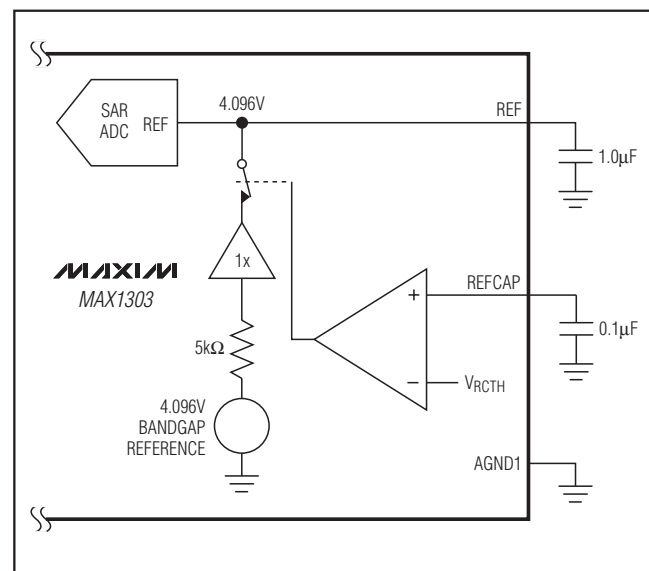 4.096V
REF
SAR
ADC
REF
1.0µF
1x
MAXIM
MAX1303
REFCAP
+
0.1µF
5kΩ
−
VRCTH
4.096V
BANDGAP
REFERENCE
AGND1